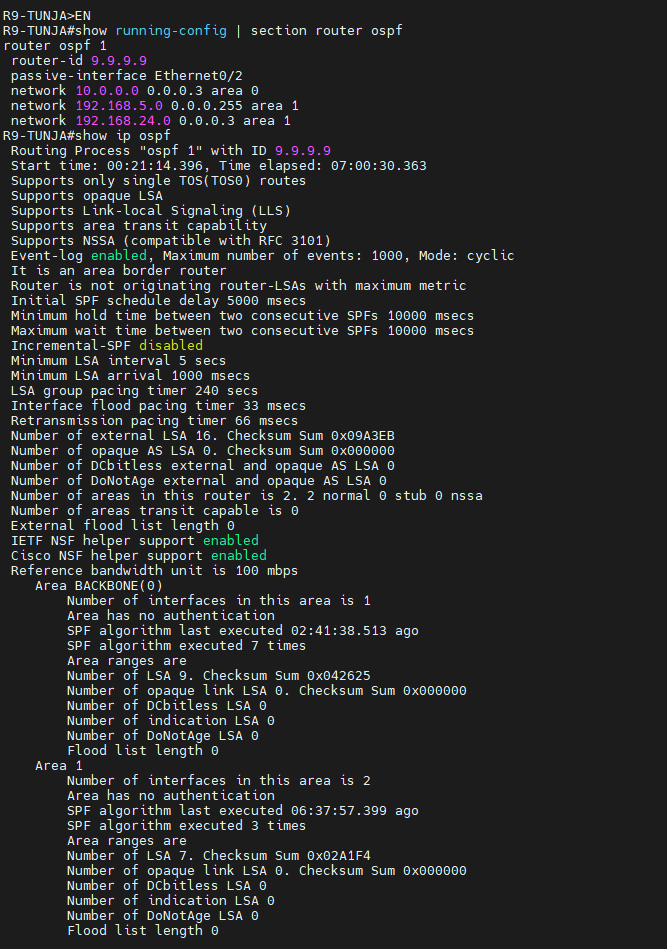 R9-TUNJA>EN
R9-TUNJA#show running-config | section router ospf
router ospf 1
 router-id 9.9.9.9
 passive-interface Ethernet0/2
 network 10.0.0.0 0.0.0.3 area 0
 network 192.168.5.0 0.0.0.255 area 1
 network 192.168.24.0 0.0.0.3 area 1
R9-TUNJA#show ip ospf
 Routing Process "ospf 1" with ID 9.9.9.9
 Start time: 00:21:14.396, Time elapsed: 07:00:30.363
 Supports only single TOS(TOS0) routes
 Supports opaque LSA
 Supports Link-local Signaling (LLS)
 Supports area transit capability
 Supports NSSA (compatible with RFC 3101)
 Event-log enabled, Maximum number of events: 1000, Mode: cyclic
 It is an area border router
 Router is not originating router-LSAs with maximum metric
 Initial SPF schedule delay 5000 msecs
 Minimum hold time between two consecutive SPFs 10000 msecs
 Maximum wait time between two consecutive SPFs 10000 msecs
 Incremental-SPF disabled
 Minimum LSA interval 5 secs
 Minimum LSA arrival 1000 msecs
 LSA group pacing timer 240 secs
 Interface flood pacing timer 33 msecs
 Retransmission pacing timer 66 msecs
 Number of external LSA 16. Checksum Sum 0x09A3EB
 Number of opaque AS LSA 0. Checksum Sum 0x000000
 Number of DCbitless external and opaque AS LSA 0
 Number of DoNotAge external and opaque AS LSA 0
 Number of areas in this router is 2. 2 normal 0 stub 0 nssa
 Number of areas transit capable is 0
 External flood list length 0
 IETF NSF helper support enabled
 Cisco NSF helper support enabled
 Reference bandwidth unit is 100 mbps
    Area BACKBONE(0)
        Number of interfaces in this area is 1
        Area has no authentication
        SPF algorithm last executed 02:41:38.513 ago
        SPF algorithm executed 7 times
        Area ranges are
        Number of LSA 9. Checksum Sum 0x042625
        Number of opaque link LSA 0. Checksum Sum 0x000000
        Number of DCbitless LSA 0
        Number of indication LSA 0
        Number of DoNotAge LSA 0
        Flood list length 0
    Area 1
        Number of interfaces in this area is 2
        Area has no authentication
        SPF algorithm last executed 06:37:57.399 ago
        SPF algorithm executed 3 times
        Area ranges are
        Number of LSA 7. Checksum Sum 0x02A1F4
        Number of opaque link LSA 0. Checksum Sum 0x000000
        Number of DCbitless LSA 0
        Number of indication LSA 0
        Number of DoNotAge LSA 0
        Flood list length 0